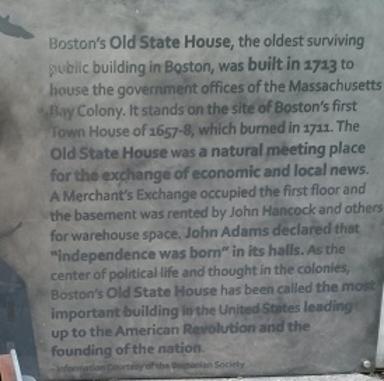 Boston's Old State House, the oldest surviving
public building in Boston, was built in 1713 to
house the government offices of the Massachusetts
Bay Colony. It stands on the site of Boston's first
Town House of 1657-8, which burned in 1711. The
Old State House was a natural meeting place
for the exchange of economic and local news.
A Merchant's Exchange occupied the first floor and
the basement was rented by John Hancock and others
for warehouse space. John Adams declared that
"independence was born" in its halls. As the
center of political life and thought in the colonies,
Boston's Old State House has been called the most
important building in the United States leading
up to the American Revolution and the
founding of the nation.
- Information Courtesy of the Bostonian Society